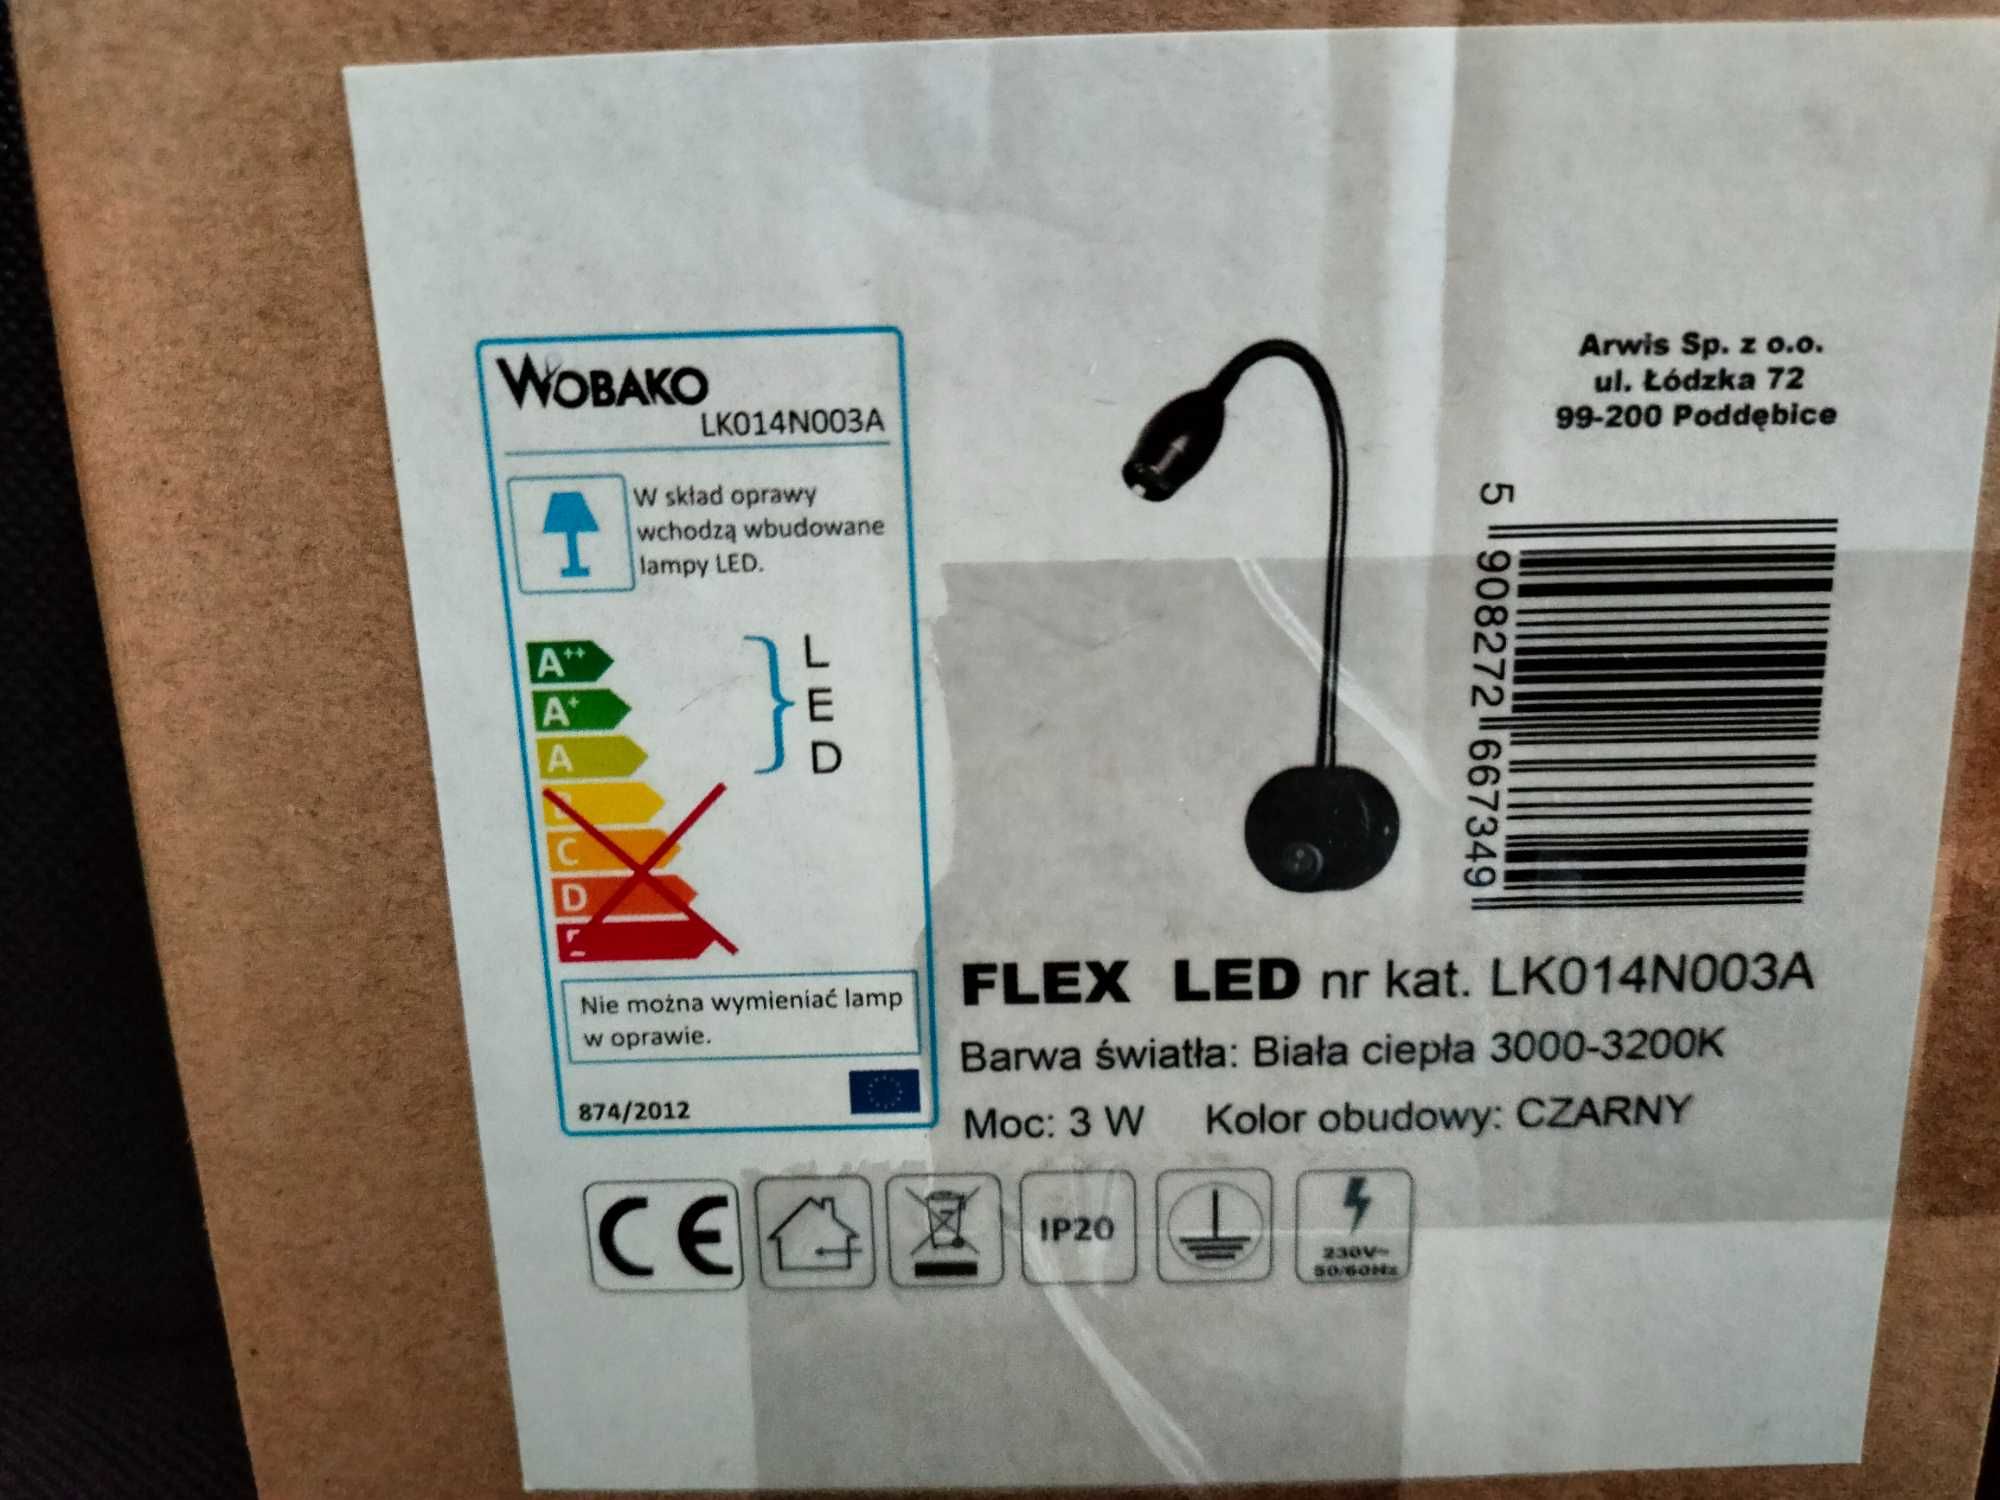 WOBAKO
LK014N003A
W skład oprawy
wchodzą wbudowane
lampy LED.
A++
A+
A
C
D
L
E
D
Nie można wymieniać lamp
w oprawie.
874/2012
Arwis Sp. z o.o.
ul. Łódzka 72
99-200 Poddębice
5 908272 667349
FLEX LED nr kat. LK014N003A
Barwa światła: Biała ciepła 3000-3200K
Moc: 3 W Kolor obudowy: CZARNY
CE
IP20
230V~
50/60Hz